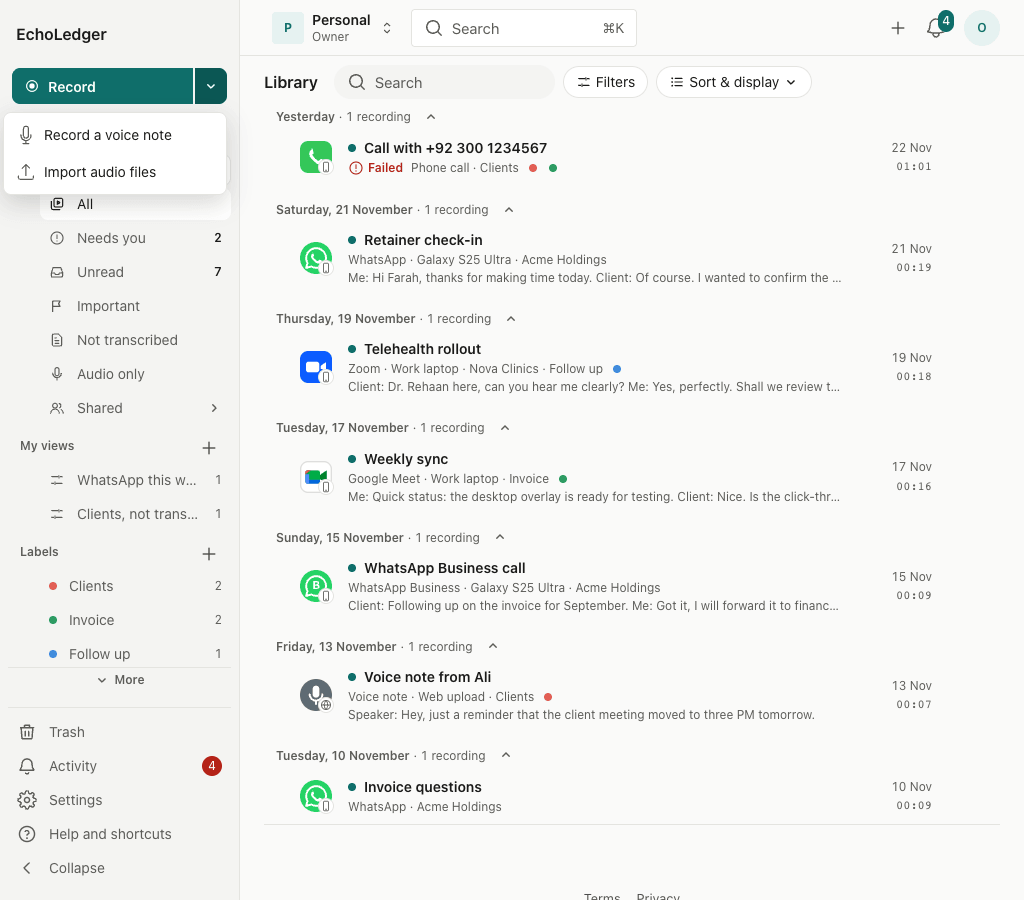 EchoLedger
Record
Record a voice note
Import audio files
All
Needs you 2
Unread 7
Important
Not transcribed
Audio only
Shared
My views
WhatsApp this w... 1
Clients, not trans... 1
Labels
Clients 2
Invoice 2
Follow up 1
More
Trash
Activity 4
Settings
Help and shortcuts
Collapse
P Personal
Owner
Search ⌘K
4
O
Library
Search
Filters
Sort & display
Yesterday · 1 recording
Call with +92 300 1234567 22 Nov
Failed Phone call · Clients 01:01
Saturday, 21 November · 1 recording
Retainer check-in 21 Nov
WhatsApp · Galaxy S25 Ultra · Acme Holdings 00:19
Me: Hi Farah, thanks for making time today. Client: Of course. I wanted to confirm the ...
Thursday, 19 November · 1 recording
Telehealth rollout 19 Nov
Zoom · Work laptop · Nova Clinics · Follow up 00:18
Client: Dr. Rehaan here, can you hear me clearly? Me: Yes, perfectly. Shall we review t...
Tuesday, 17 November · 1 recording
Weekly sync 17 Nov
Google Meet · Work laptop · Invoice 00:16
Me: Quick status: the desktop overlay is ready for testing. Client: Nice. Is the click-thr...
Sunday, 15 November · 1 recording
B
WhatsApp Business call 15 Nov
WhatsApp Business · Galaxy S25 Ultra · Acme Holdings 00:09
Client: Following up on the invoice for September. Me: Got it, I will forward it to financ...
Friday, 13 November · 1 recording
Voice note from Ali 13 Nov
Voice note · Web upload · Clients 00:07
Speaker: Hey, just a reminder that the client meeting moved to three PM tomorrow.
Tuesday, 10 November · 1 recording
Invoice questions 10 Nov
WhatsApp · Acme Holdings 00:09
Terms Privacy